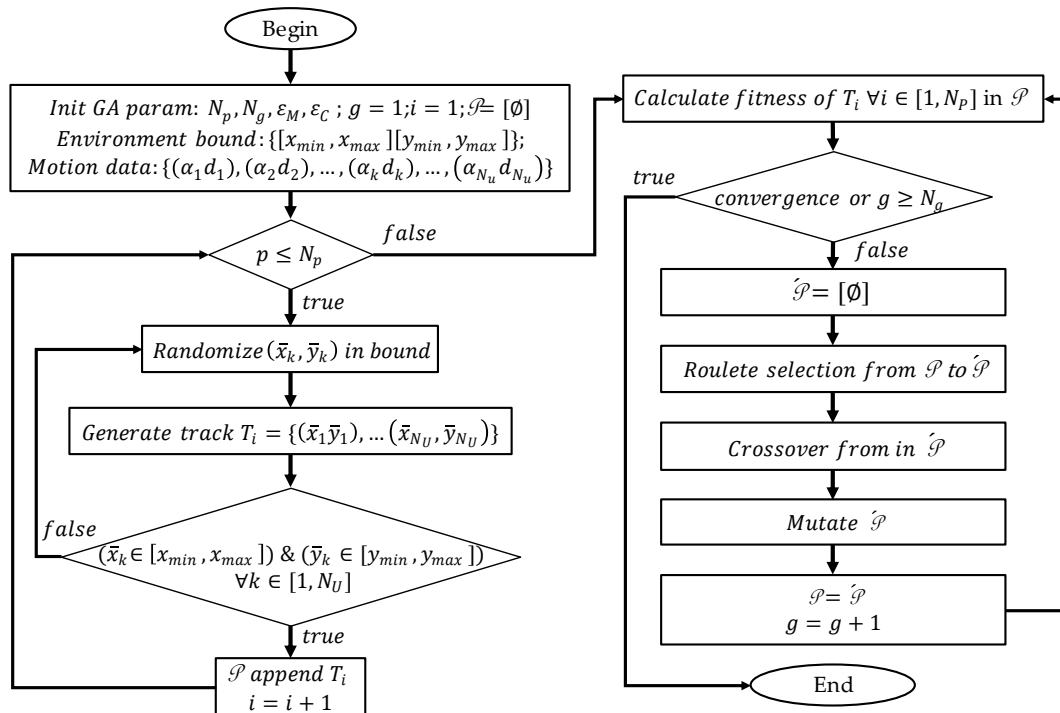 Begin
Init GA param: N_p, N_g, ε_M, ε_C ; g = 1; i = 1; 𝒫 = [∅]
Environment bound: {[x_min, x_max][y_min, y_max]};
Motion data: {(α_1 d_1), (α_2 d_2), … , (α_k d_k), … , (α_{N_u} d_{N_u})}
p ≤ N_p
false
true
Randomize (x̄_k, ȳ_k) in bound
Generate track T_i = {(x̄_1 ȳ_1), … (x̄_{N_U}, ȳ_{N_U})}
false
(x̄_k ∈ [x_min, x_max]) & (ȳ_k ∈ [y_min, y_max])
∀k ∈ [1, N_U]
true
𝒫 append T_i
i = i + 1
Calculate fitness of T_i ∀i ∈ [1, N_P] in 𝒫
true
convergence or g ≥ N_g
false
𝒫́ = [∅]
Roulete selection from 𝒫 to 𝒫́
Crossover from in 𝒫́
Mutate 𝒫́
𝒫 = 𝒫́
g = g + 1
End